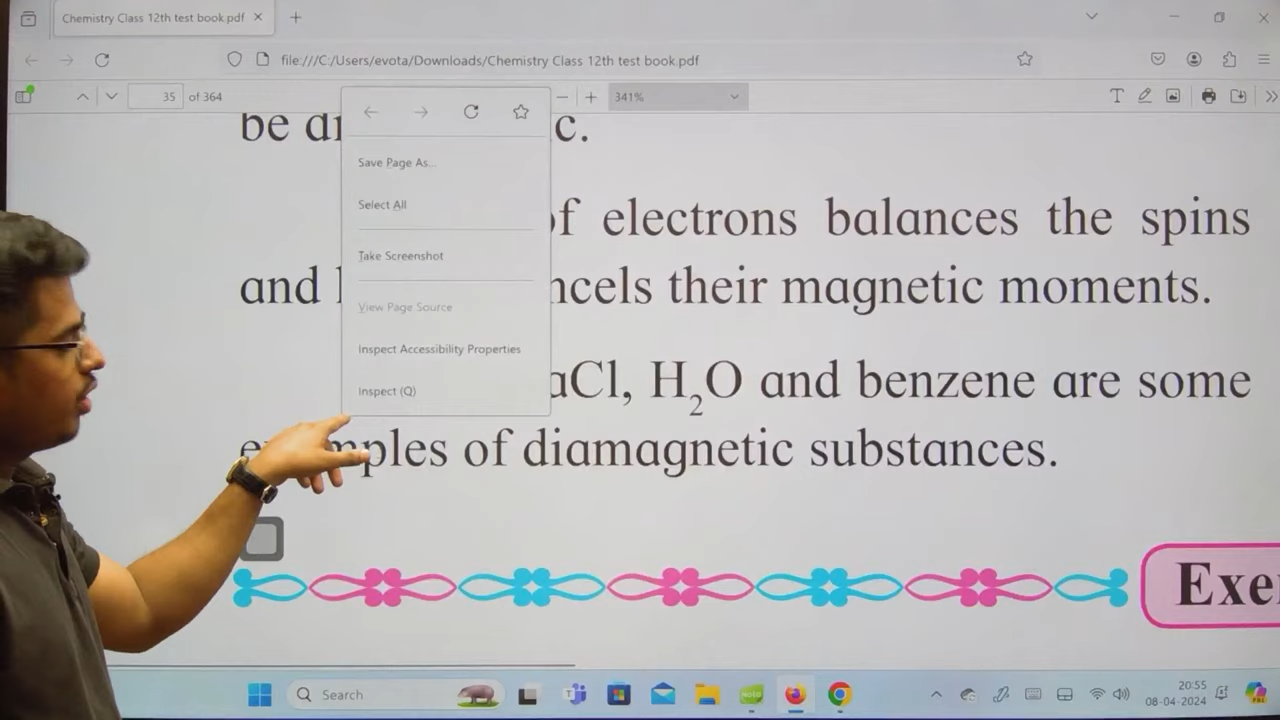 Chemistry Class 12th test book.pdf
file:///C:/Users/evota/Downloads/Chemistry Class 12th test book.pdf
35 of 364
341%
be di c.
Save Page As...
Select All
Take Screenshot
View Page Source
Inspect Accessibility Properties
Inspect (Q)
of electrons balances the spins
and ncels their magnetic moments.
aCl, H₂O and benzene are some
examples of diamagnetic substances.
Exe
Search
20:55
08-04-2024